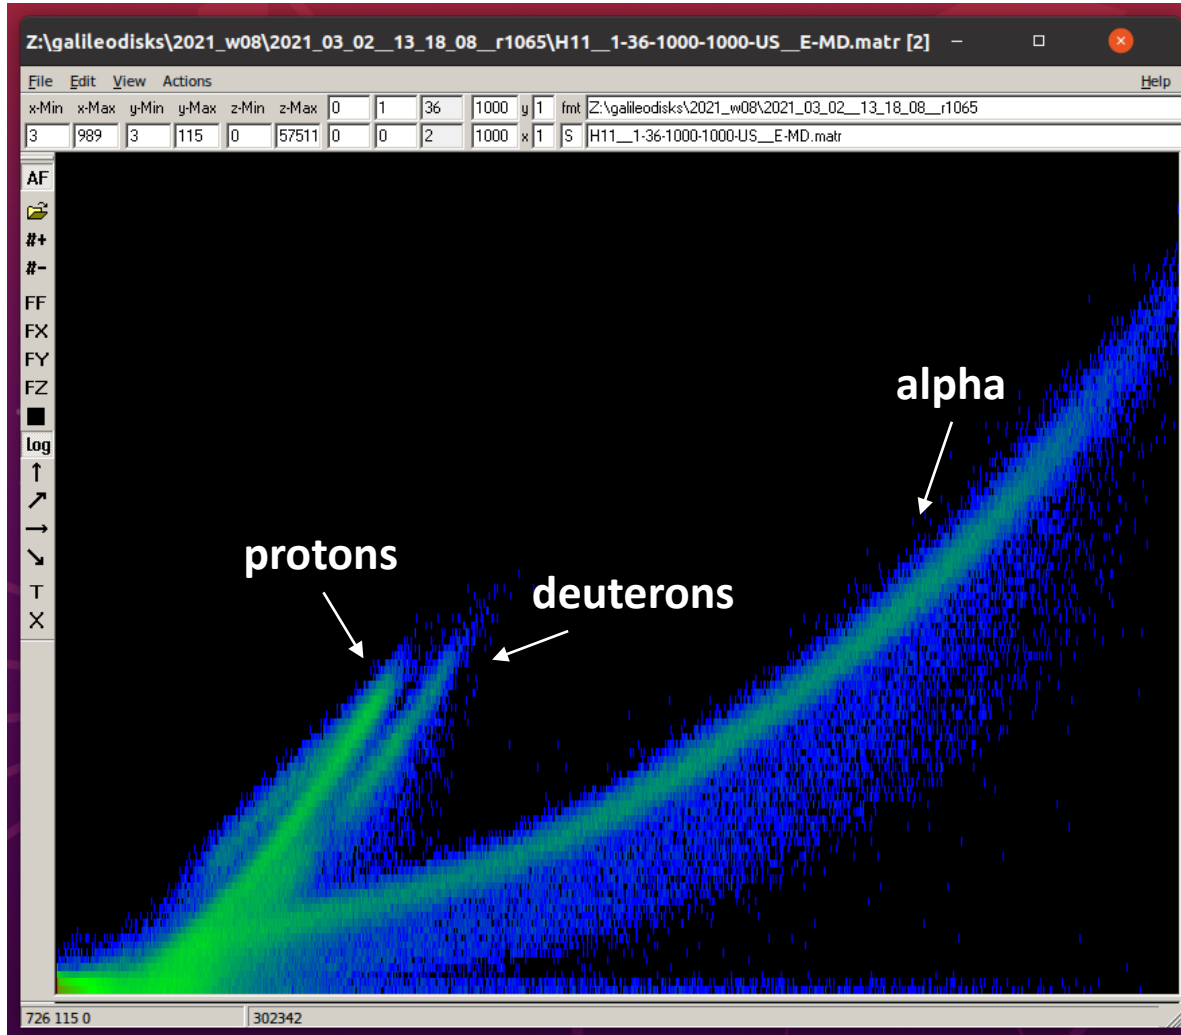 Z:\galileodisks\2021_w08\2021_03_02__13_18_08__r1065\H11__1-36-1000-1000-US__E-MD.matr [2]
File Edit View Actions Help
x-Min x-Max y-Min y-Max z-Min z-Max 0 1 36 1000 y 1 fmt Z:\galileodisks\2021_w08\2021_03_02__13_18_08__r1065
3 989 3 115 0 57511 0 0 2 1000 x 1 S H11__1-36-1000-1000-US__E-MD.matr
AF
#+
#-
FF
FX
FY
FZ
log
T
X
alpha
protons
deuterons
726 115 0 302342